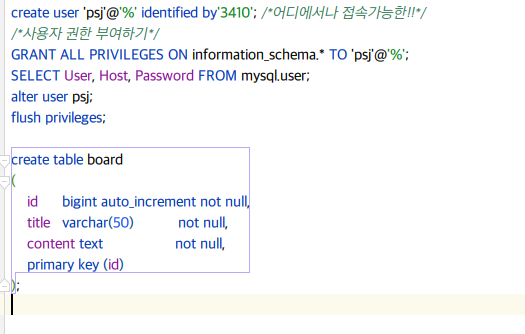 create user 'psj'@'%' identified by'3410'; /*어디에서나 접속가능한!!*/
/*사용자 권한 부여하기*/
GRANT ALL PRIVILEGES ON information_schema.* TO 'psj'@'%';
SELECT User, Host, Password FROM mysql.user;
alter user psj;
flush privileges;
create table board
(
id bigint auto_increment not null,
title varchar(50) not null,
content text not null,
primary key (id)
);